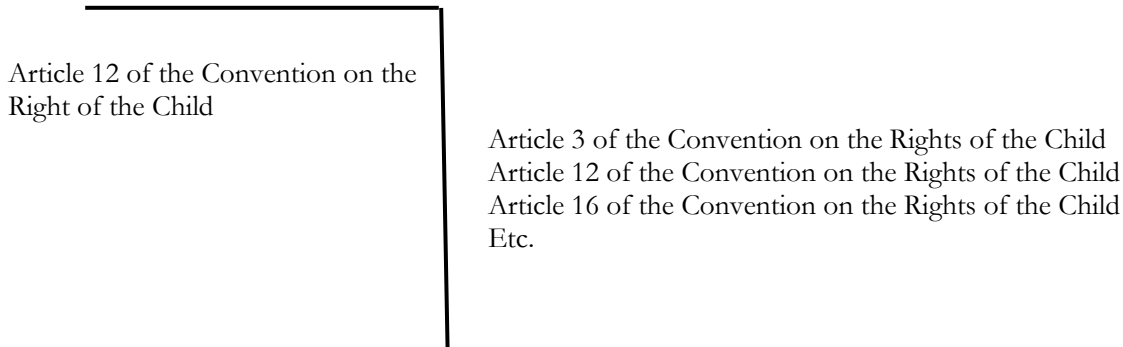 Article 12 of the Convention on the
Right of the Child
Article 3 of the Convention on the Rights of the Child
Article 12 of the Convention on the Rights of the Child
Article 16 of the Convention on the Rights of the Child
Etc.